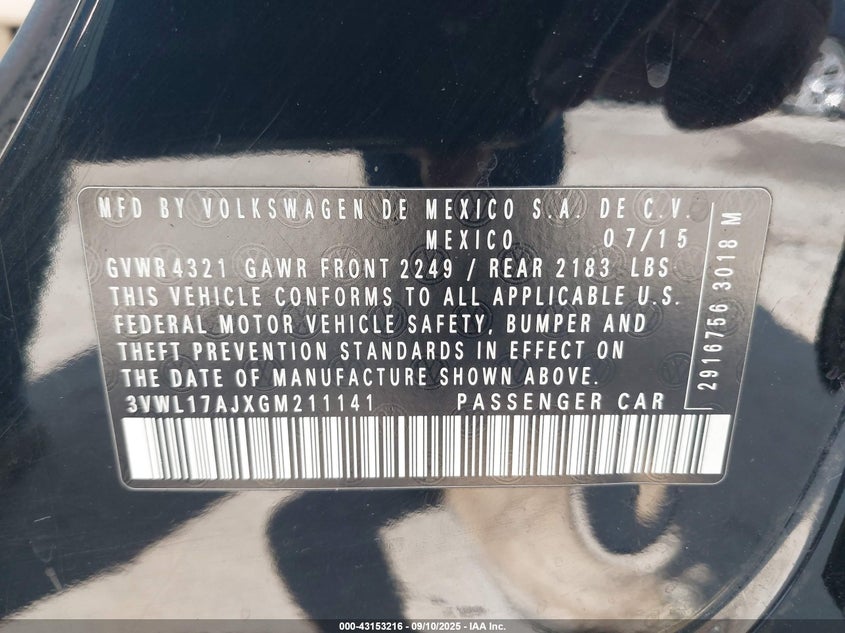 MFD BY VOLKSWAGEN DE MEXICO S.A. DE C.V.
MEXICO 07/15
GVWR 4321 GAWR FRONT 2249 / REAR 2183 LBS
THIS VEHICLE CONFORMS TO ALL APPLICABLE U.S.
FEDERAL MOTOR VEHICLE SAFETY, BUMPER AND
THEFT PREVENTION STANDARDS IN EFFECT ON
THE DATE OF MANUFACTURE SHOWN ABOVE.
3VWL17AJXGM211141 PASSENGER CAR
2916756 3018 M
000-43153216 - 09/10/2025 - IAA Inc.